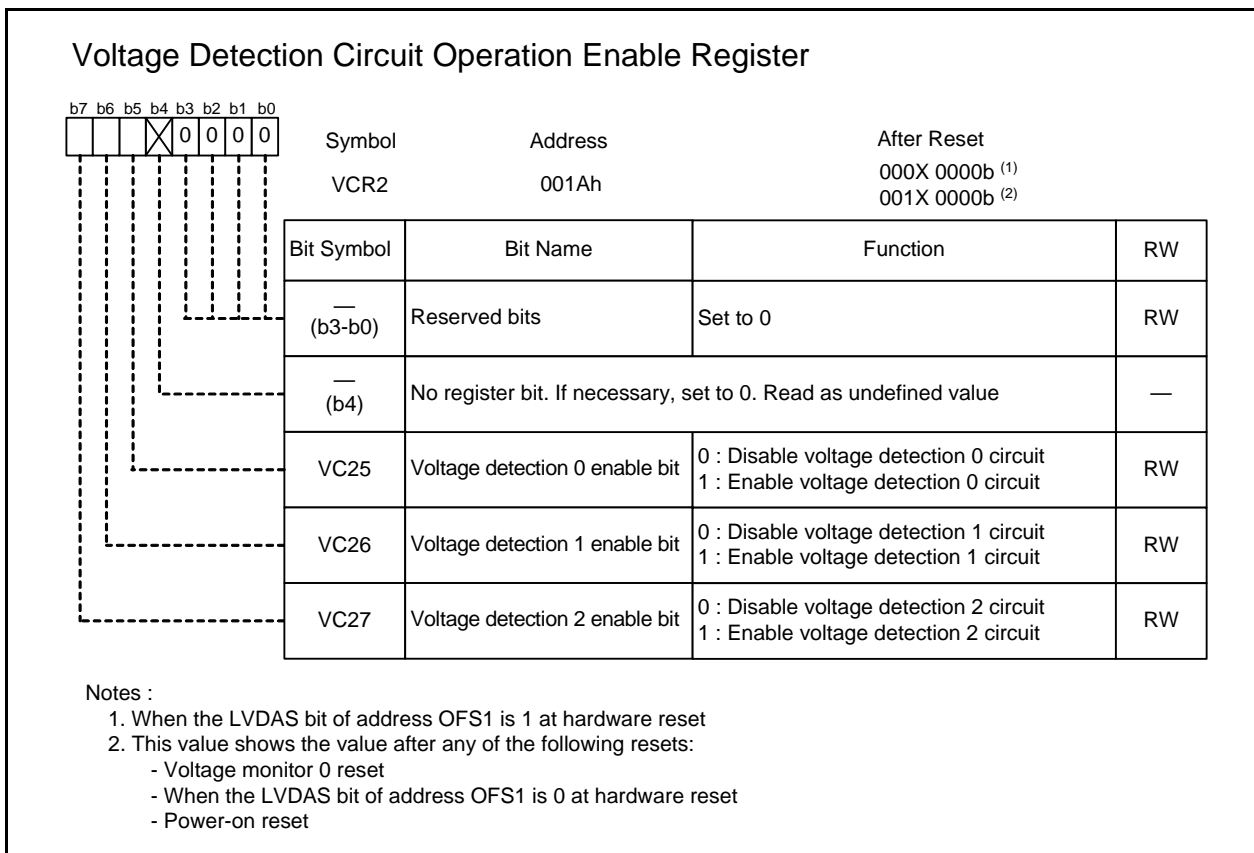 Voltage Detection Circuit Operation Enable Register
b7 b6 b5 b4 b3 b2 b1 b0
0 0 0 0
Symbol Address After Reset
VCR2 001Ah 000X 0000b (1)
001X 0000b (2)
Bit Symbol Bit Name Function RW
—
(b3-b0) Reserved bits Set to 0 RW
—
(b4) No register bit. If necessary, set to 0. Read as undefined value —
VC25 Voltage detection 0 enable bit 0 : Disable voltage detection 0 circuit
1 : Enable voltage detection 0 circuit RW
VC26 Voltage detection 1 enable bit 0 : Disable voltage detection 1 circuit
1 : Enable voltage detection 1 circuit RW
VC27 Voltage detection 2 enable bit 0 : Disable voltage detection 2 circuit
1 : Enable voltage detection 2 circuit RW
Notes :
1. When the LVDAS bit of address OFS1 is 1 at hardware reset
2. This value shows the value after any of the following resets:
- Voltage monitor 0 reset
- When the LVDAS bit of address OFS1 is 0 at hardware reset
- Power-on reset